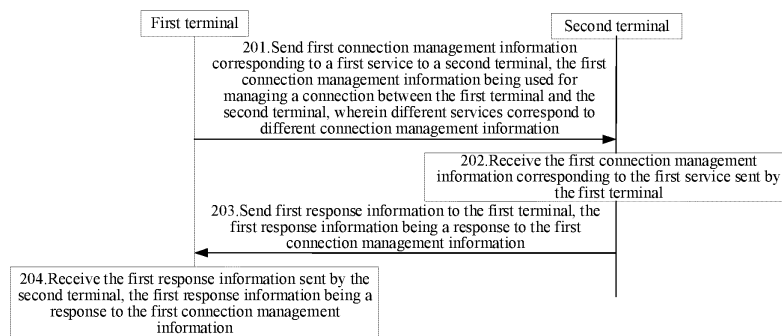 First terminal
Second terminal
201.Send first connection management information
corresponding to a first service to a second terminal, the first
connection management information being used for
managing a connection between the first terminal and the
second terminal, wherein different services correspond to
different connection management information
202.Receive the first connection management
information corresponding to the first service sent by
the first terminal
203.Send first response information to the first terminal, the
first response information being a response to the first
connection management information
204.Receive the first response information sent by the
second terminal, the first response information being a
response to the first connection management
information